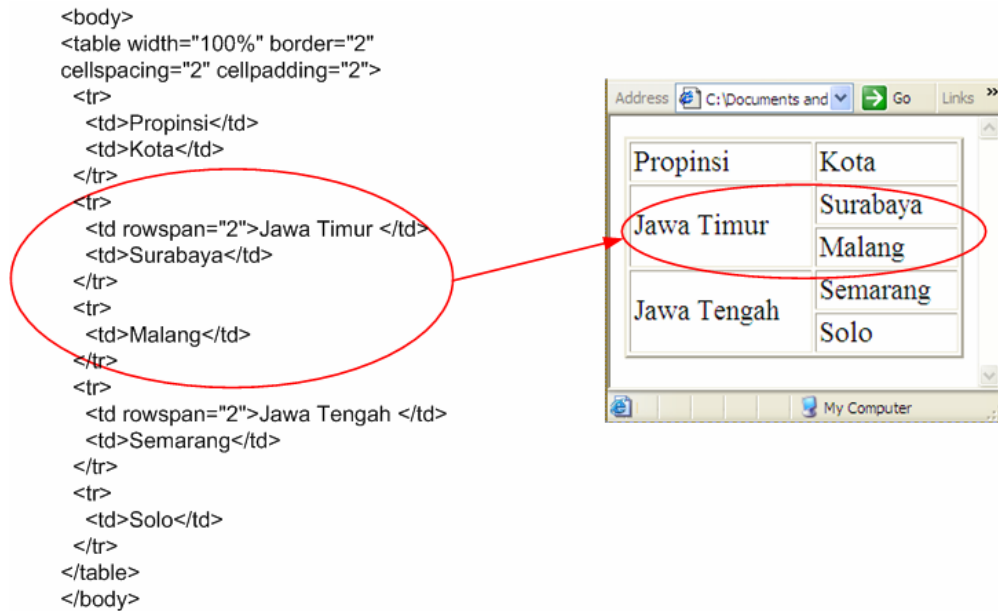 <body>
<table width="100%" border="2"
cellspacing="2" cellpadding="2">
<tr>
<td>Propinsi</td>
<td>Kota</td>
</tr>
<tr>
<td rowspan="2">Jawa Timur </td>
<td>Surabaya</td>
</tr>
<tr>
<td>Malang</td>
</tr>
<tr>
<td rowspan="2">Jawa Tengah </td>
<td>Semarang</td>
</tr>
<tr>
<td>Solo</td>
</tr>
</table>
</body>
Address C:\Documents and Go Links »
Propinsi Kota
Jawa Timur Surabaya
Malang
Jawa Tengah Semarang
Solo
My Computer